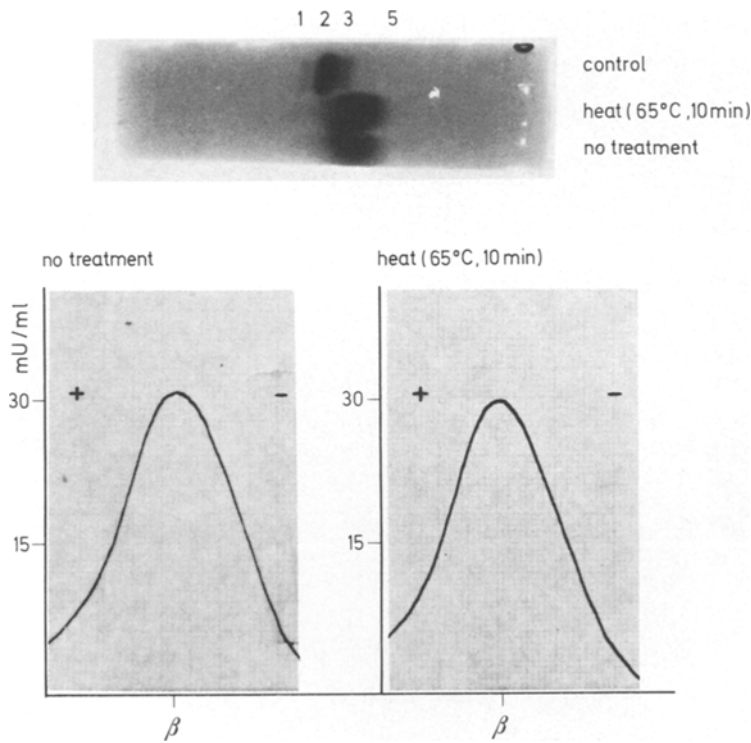 1 2 3 5
control
heat (65°C, 10 min)
no treatment
no treatment
heat (65°C, 10 min)
mU/ml
+ −
+ −
30
30
15
15
β
β